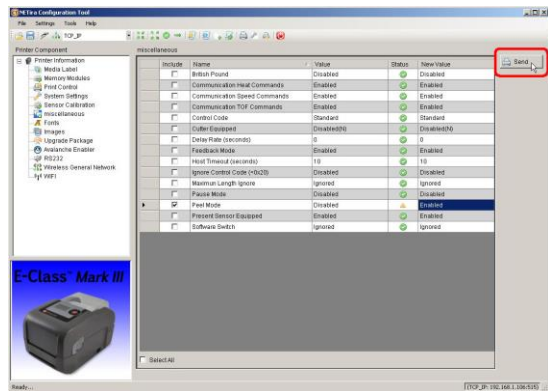 NETira Configuration Tool
File Settings Tools Help
TCP_IP
Printer Component
Printer Information
Media Label
Memory Modules
Print Control
System Settings
Sensor Calibration
miscellaneous
Fonts
Images
Upgrade Package
Avalanche Enabler
RS232
Wireless General Network
WIFI
miscellaneous
Include Name Value Status New Value
British Pound Disabled Disabled
Communication Heat Commands Enabled Enabled
Communication Speed Commands Enabled Enabled
Communication TOF Commands Enabled Enabled
Control Code Standard Standard
Cutter Equipped Disabled(N) Disabled(N)
Delay Rate (seconds) 0 0
Feedback Mode Enabled Enabled
Host Timeout (seconds) 10 10
Ignore Control Code (<0x20) Disabled Disabled
Maximun Length Ignore Ignored Ignored
Pause Mode Disabled Disabled
Peel Mode Disabled Enabled
Present Sensor Equipped Enabled Enabled
Software Switch Ignored Ignored
Send
E-Class™ Mark III
Select All
Ready...
(TCP_IP: 192.168.1.106:515)